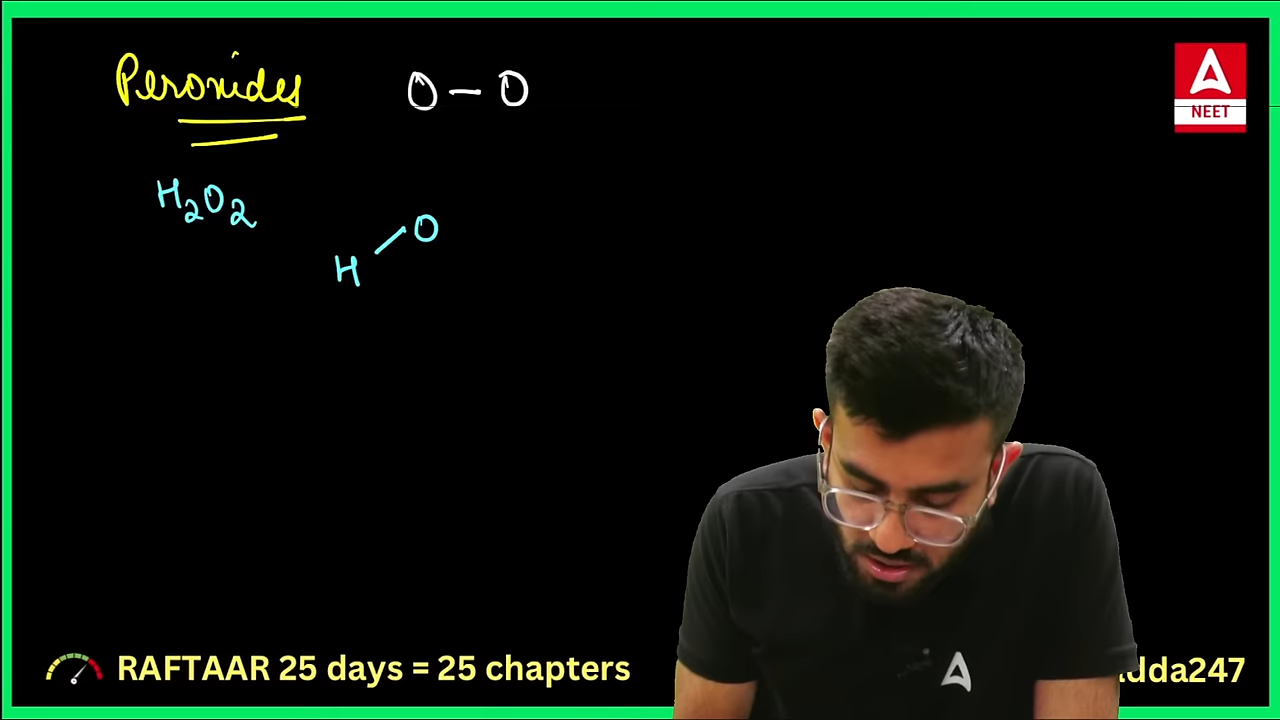 Peroxides O - O
H₂O₂
H - O
A
NEET
RAFTAAR 25 days = 25 chapters
dda247